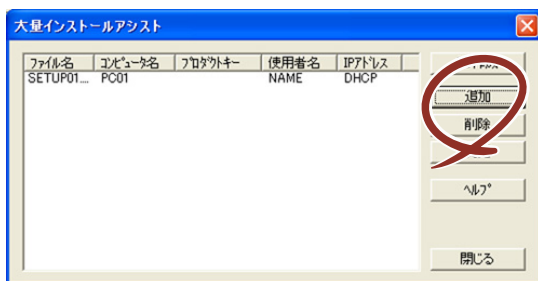 大量インストールアシスト
ファイル名 コンピュータ名 プロダクトキー 使用者名 IPアドレス
SETUP01.... PC01 NAME DHCP
追加
削除
ヘルプ
閉じる